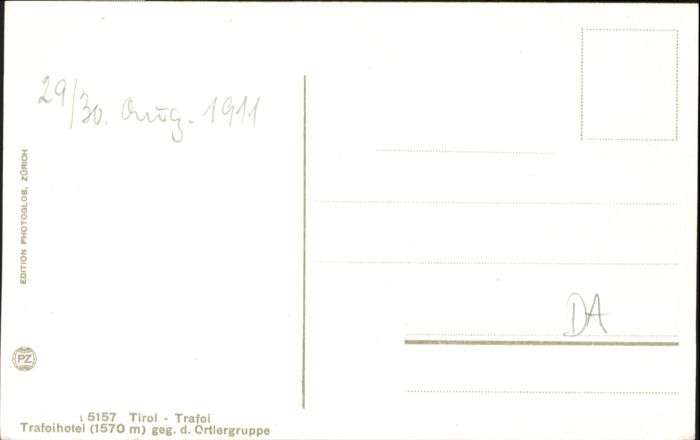 29/30. Aug. 1911
EDITION PHOTOGLOB, ZÜRICH
PZ
DA
5157 Tirol - Trafoi
Trafoihotel (1570 m) geg. d. Ortlergruppe